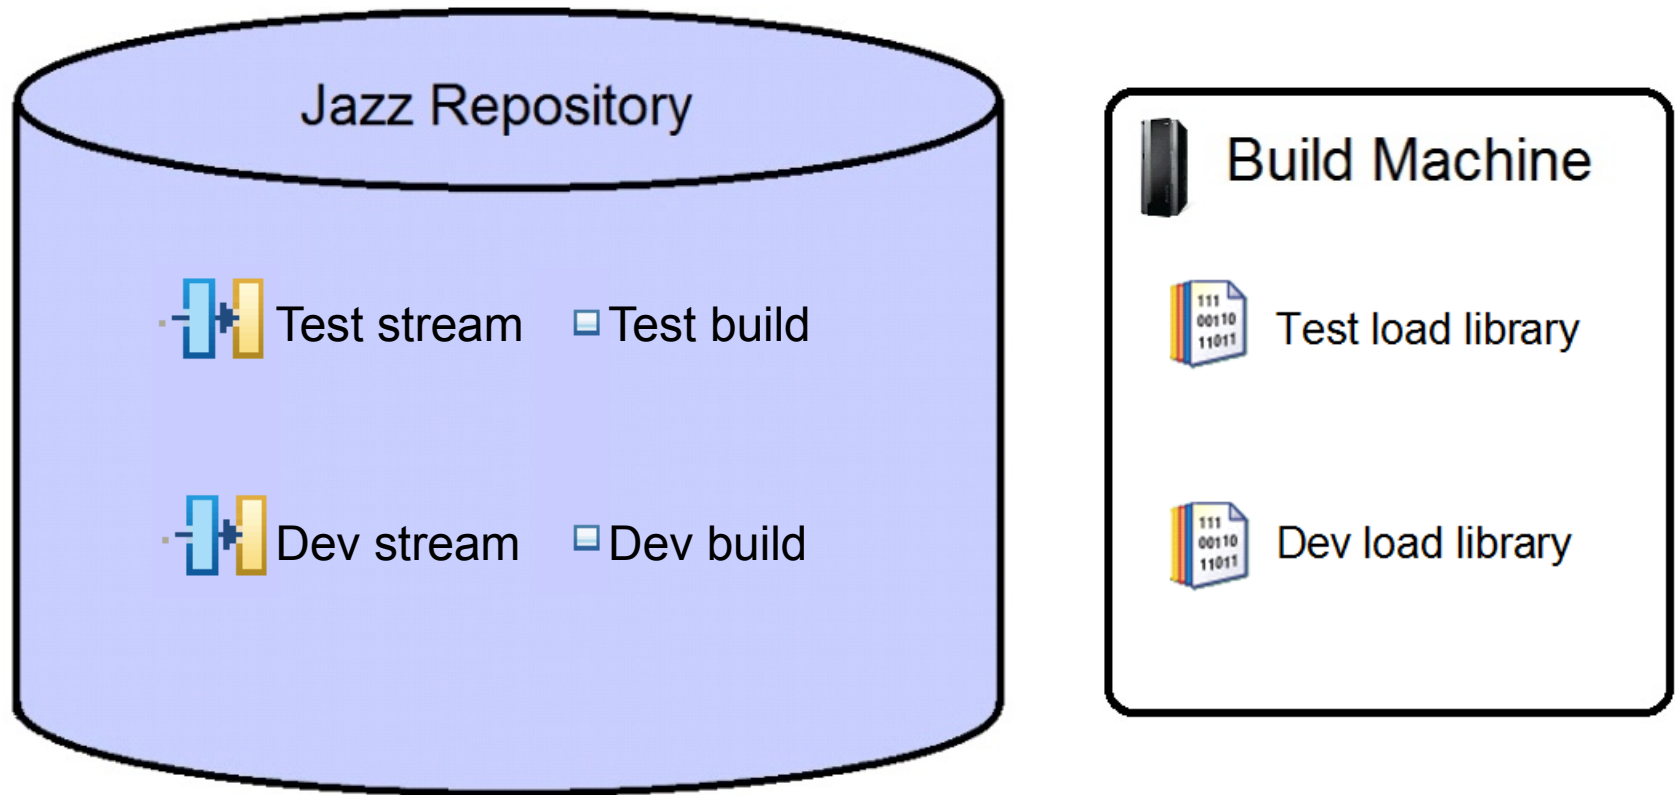 Jazz Repository
Build Machine
Test stream
Test build
111
00110
11011
Test load library
Dev stream
Dev build
111
00110
11011
Dev load library